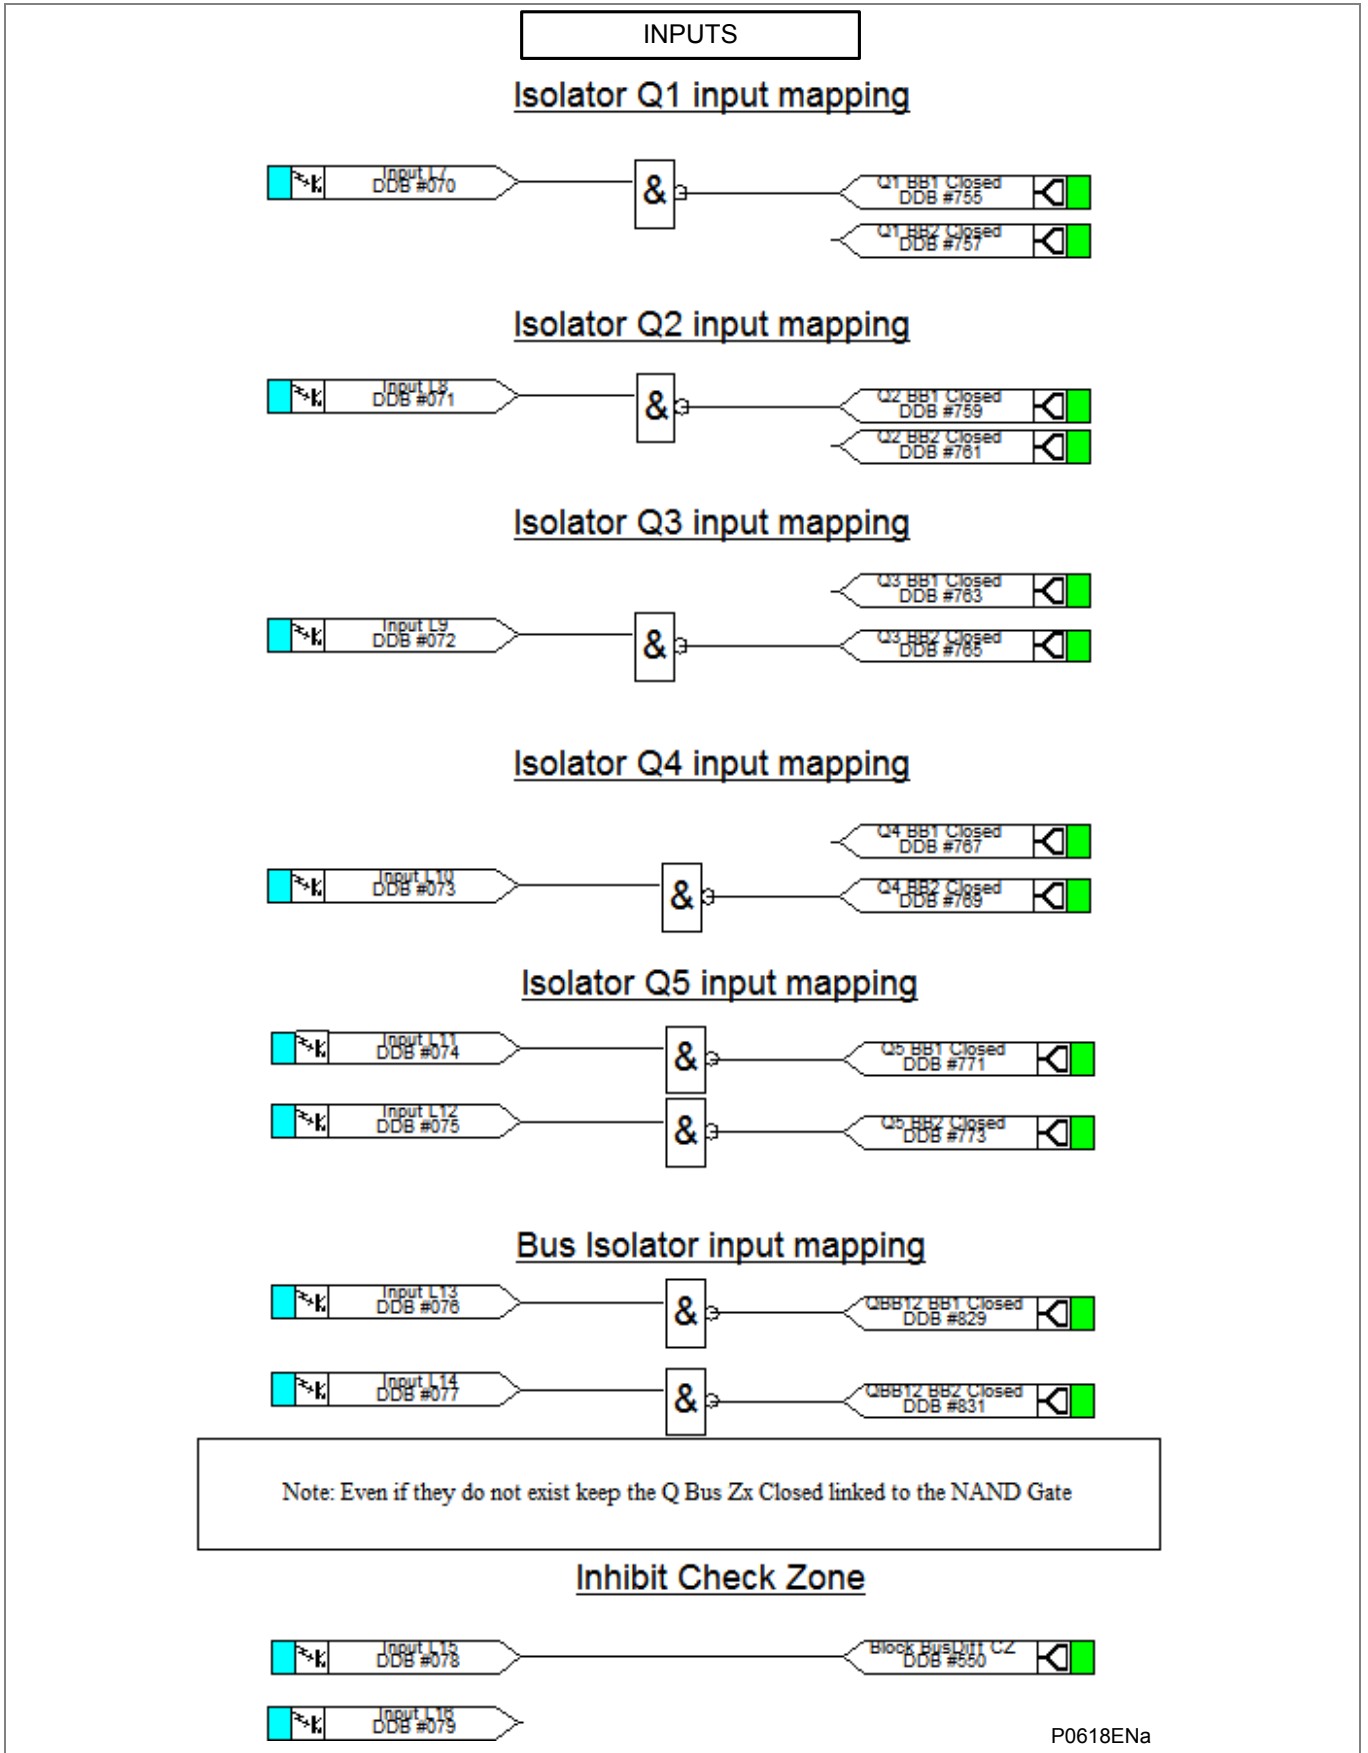 INPUTS
Isolator Q1 input mapping
Input L7
DDB #070
&
Q1 BB1 Closed
DDB #755
Q1 BB2 Closed
DDB #757
Isolator Q2 input mapping
Input L8
DDB #071
&
Q2 BB1 Closed
DDB #759
Q2 BB2 Closed
DDB #761
Isolator Q3 input mapping
Q3 BB1 Closed
DDB #763
Input L9
DDB #072
&
Q3 BB2 Closed
DDB #765
Isolator Q4 input mapping
Q4 BB1 Closed
DDB #767
Input L10
DDB #073
&
Q4 BB2 Closed
DDB #769
Isolator Q5 input mapping
Input L11
DDB #074
&
Q5 BB1 Closed
DDB #771
Input L12
DDB #075
&
Q5 BB2 Closed
DDB #773
Bus Isolator input mapping
Input L13
DDB #076
&
QBB12 BB1 Closed
DDB #829
Input L14
DDB #077
&
QBB12 BB2 Closed
DDB #831
Note: Even if they do not exist keep the Q Bus Zx Closed linked to the NAND Gate
Inhibit Check Zone
Input L15
DDB #078
Block BusDiff CZ
DDB #550
Input L16
DDB #079
P0618ENa